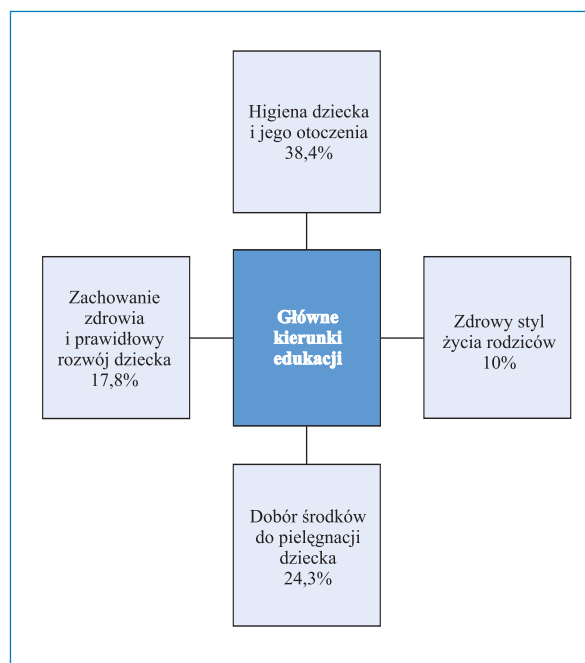 Higiena dziecka
i jego otoczenia
38,4%
Zachowanie
zdrowia
i prawidłowy
rozwój dziecka
17,8%
Główne
kierunki
edukacji
Zdrowy styl
życia rodziców
10%
Dobór środków
do pielęgnacji
dziecka
24,3%